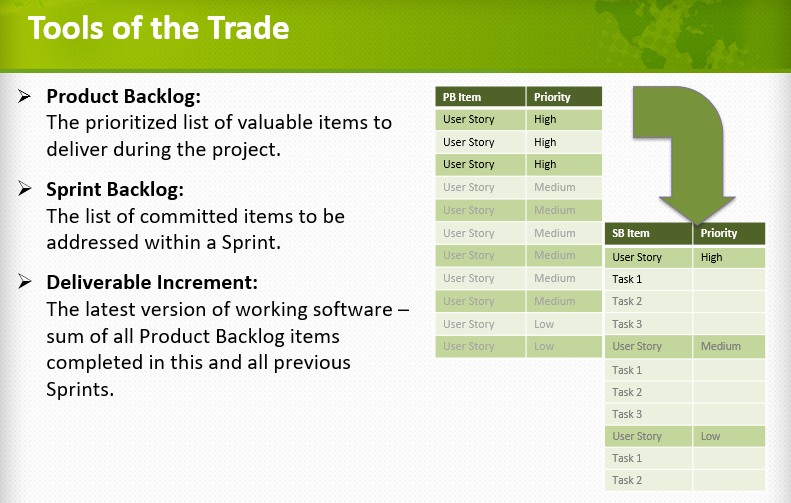 Tools of the Trade
➢ Product Backlog:
The prioritized list of valuable items to
deliver during the project.
➢ Sprint Backlog:
The list of committed items to be
addressed within a Sprint.
➢ Deliverable Increment:
The latest version of working software –
sum of all Product Backlog items
completed in this and all previous
Sprints.
PB Item Priority
User Story High
User Story High
User Story High
User Story Medium
User Story Medium
User Story Medium
User Story Medium
User Story Medium
User Story Medium
User Story Low
User Story Low
SB Item Priority
User Story High
Task 1
Task 2
Task 3
User Story Medium
Task 1
Task 2
Task 3
User Story Low
Task 1
Task 2